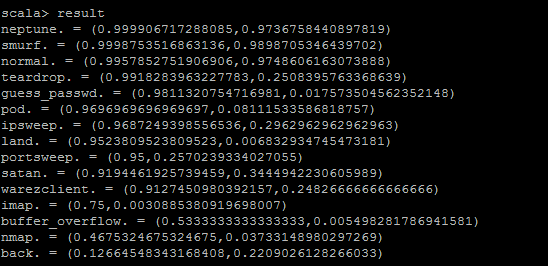 scala> result
neptune. = (0.999906717288085,0.9736758440897819)
smurf. = (0.9998753516863136,0.9898705346439702)
normal. = (0.9957852751906906,0.9748606163073888)
teardrop. = (0.9918283963227783,0.2508395763368639)
guess_passwd. = (0.9811320754716981,0.017573504562352148)
pod. = (0.9696969696969697,0.08111533586818757)
ipsweep. = (0.9687249398556536,0.2962962962962963)
land. = (0.9523809523809523,0.006832934745473181)
portsweep. = (0.95,0.2570239334027055)
satan. = (0.9194461925739459,0.3444942230605989)
warezclient. = (0.9127450980392157,0.24826666666666666)
imap. = (0.75,0.0030885380919698007)
buffer_overflow. = (0.5333333333333333,0.005498281786941581)
nmap. = (0.4675324675324675,0.03733148980297269)
back. = (0.12664548343168408,0.2209026128266033)